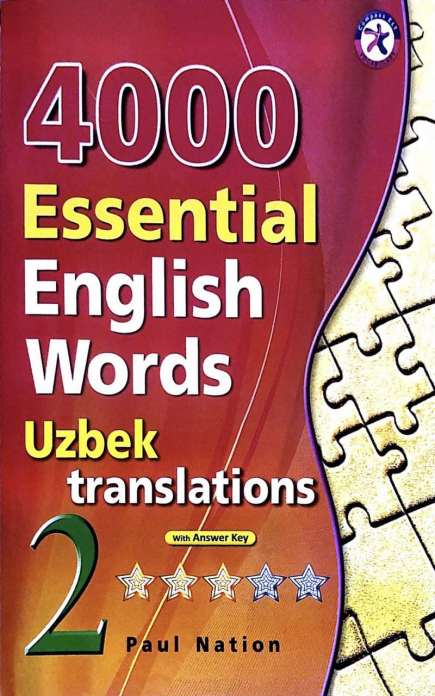 4000
Essential
English
Words
Uzbek
translations
With Answer Key
2
Paul Nation